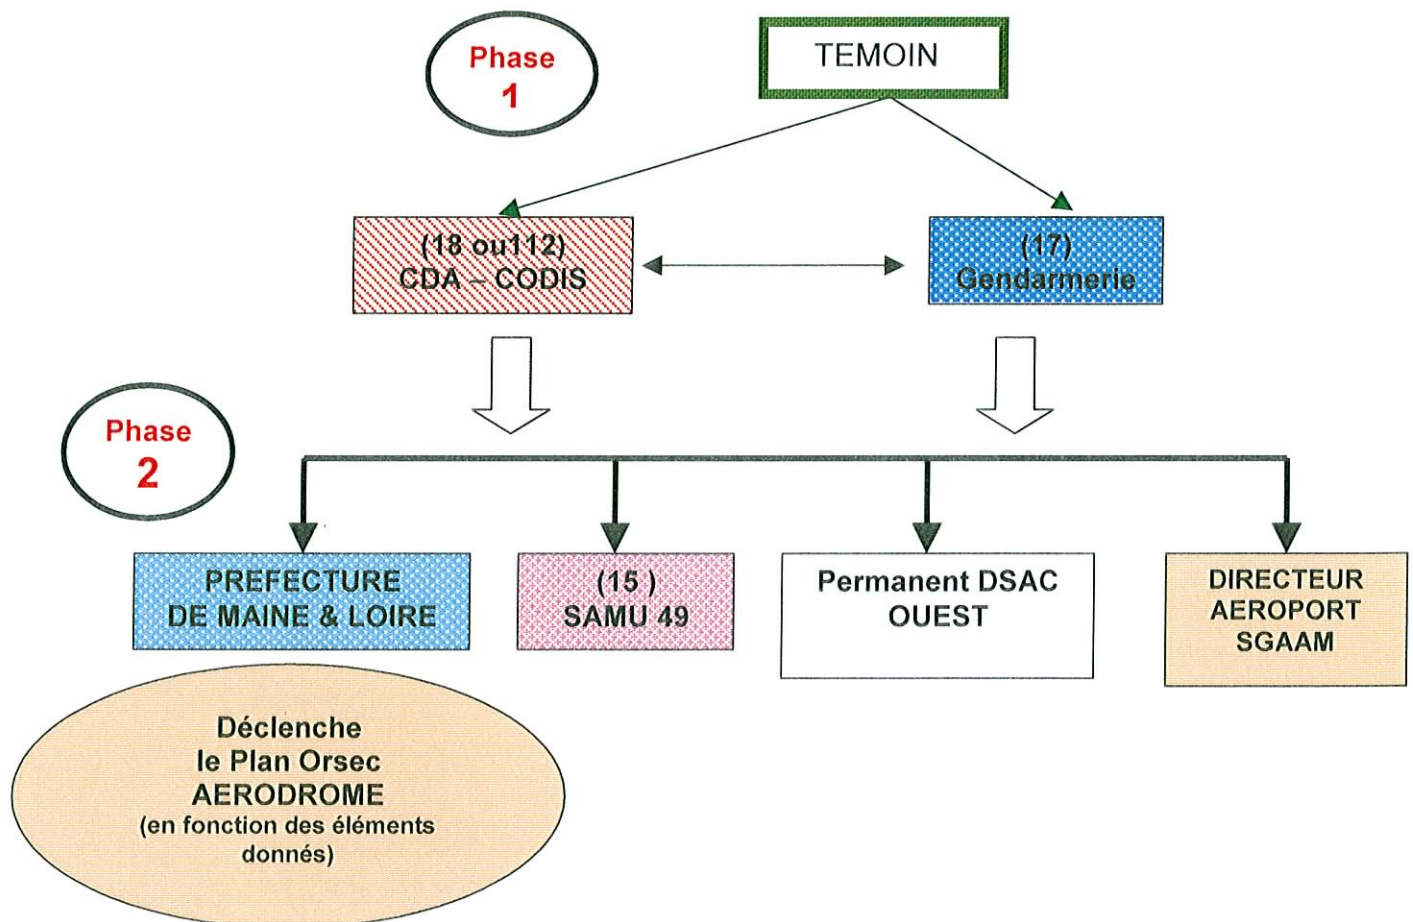 Phase
1
TEMOIN
(18 ou112)
CDA – CODIS
(17)
Gendarmerie
Phase
2
PREFECTURE
DE MAINE & LOIRE
(15 )
SAMU 49
Permanent DSAC
OUEST
DIRECTEUR
AEROPORT
SGAAM
Déclenche
le Plan Orsec
AERODROME
(en fonction des éléments
donnés)